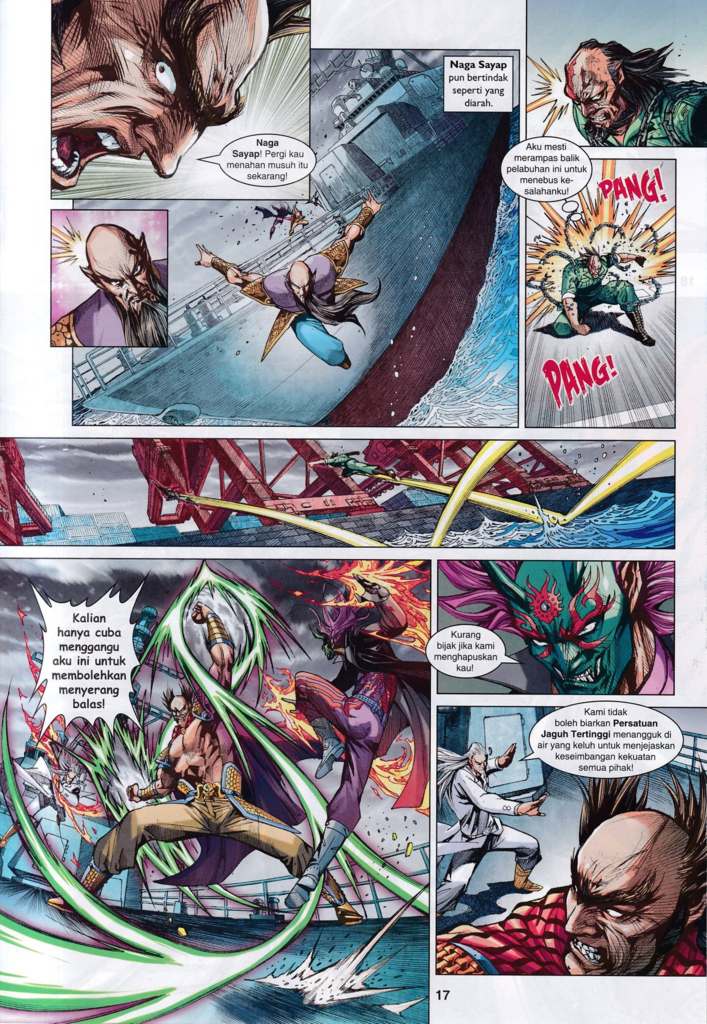 Naga
Sayap! Pergi kau
menahan musuh itu
sekarang!
Naga Sayap
pun bertindak
seperti yang
diarah.
Aku mesti
merampas balik
pelabuhan ini untuk
menebus ke-
salahanku!
PANG!
PANG!
Kalian
hanya cuba
menggangu
aku ini untuk
membolehkan
menyerang
balas!
Kurang
bijak jika kami
menghapuskan
kau!
Kami tidak
boleh biarkan Persatuan
Jaguh Tertinggi menangguk di
air yang keluh untuk menjejaskan
keseimbangan kekuatan
semua pihak!
17